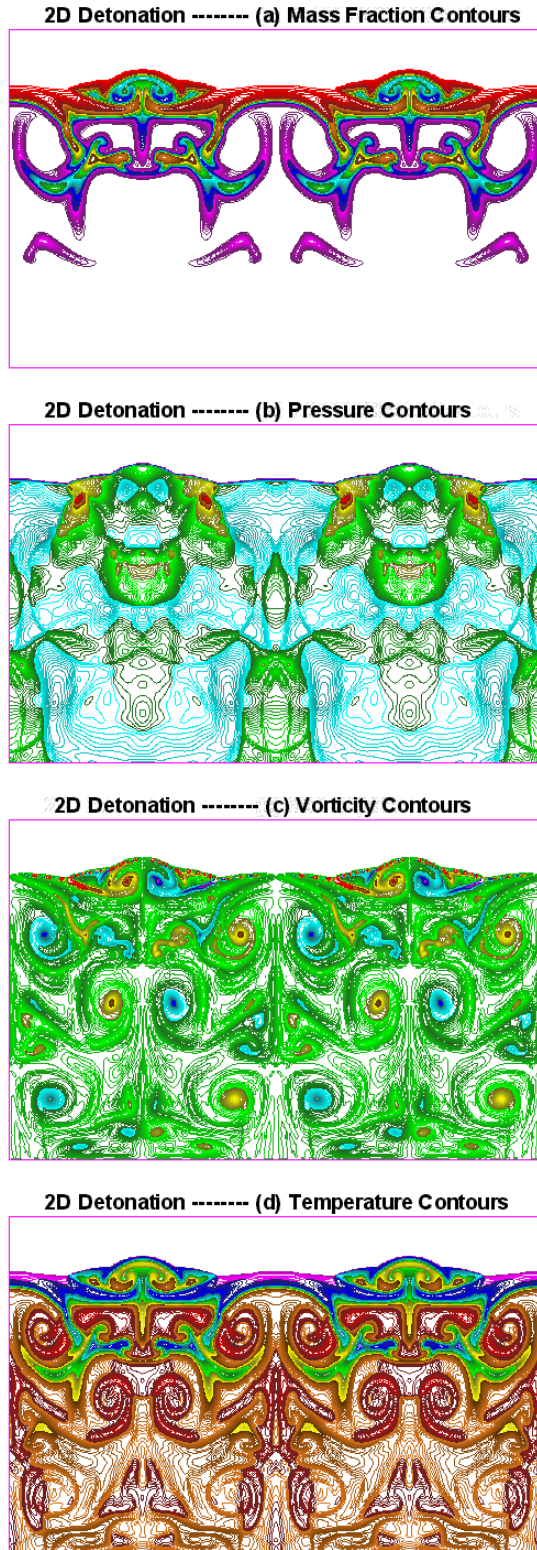 2D Detonation -------- (a) Mass Fraction Contours
2D Detonation -------- (b) Pressure Contours
2D Detonation -------- (c) Vorticity Contours
2D Detonation -------- (d) Temperature Contours